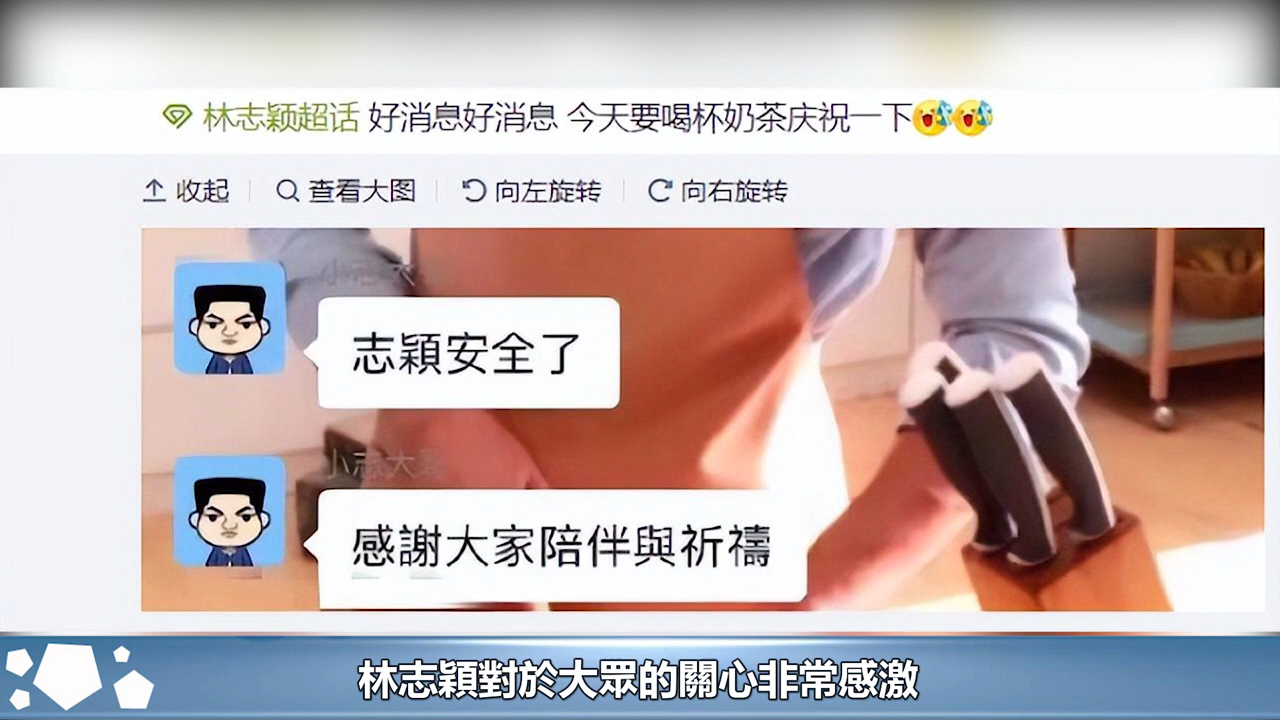 林志颖超话 好消息好消息 今天要喝杯奶茶庆祝一下
收起 查看大图 向左旋转 向右旋转
志穎安全了
感謝大家陪伴與祈禱
林志穎對於大眾的關心非常感激